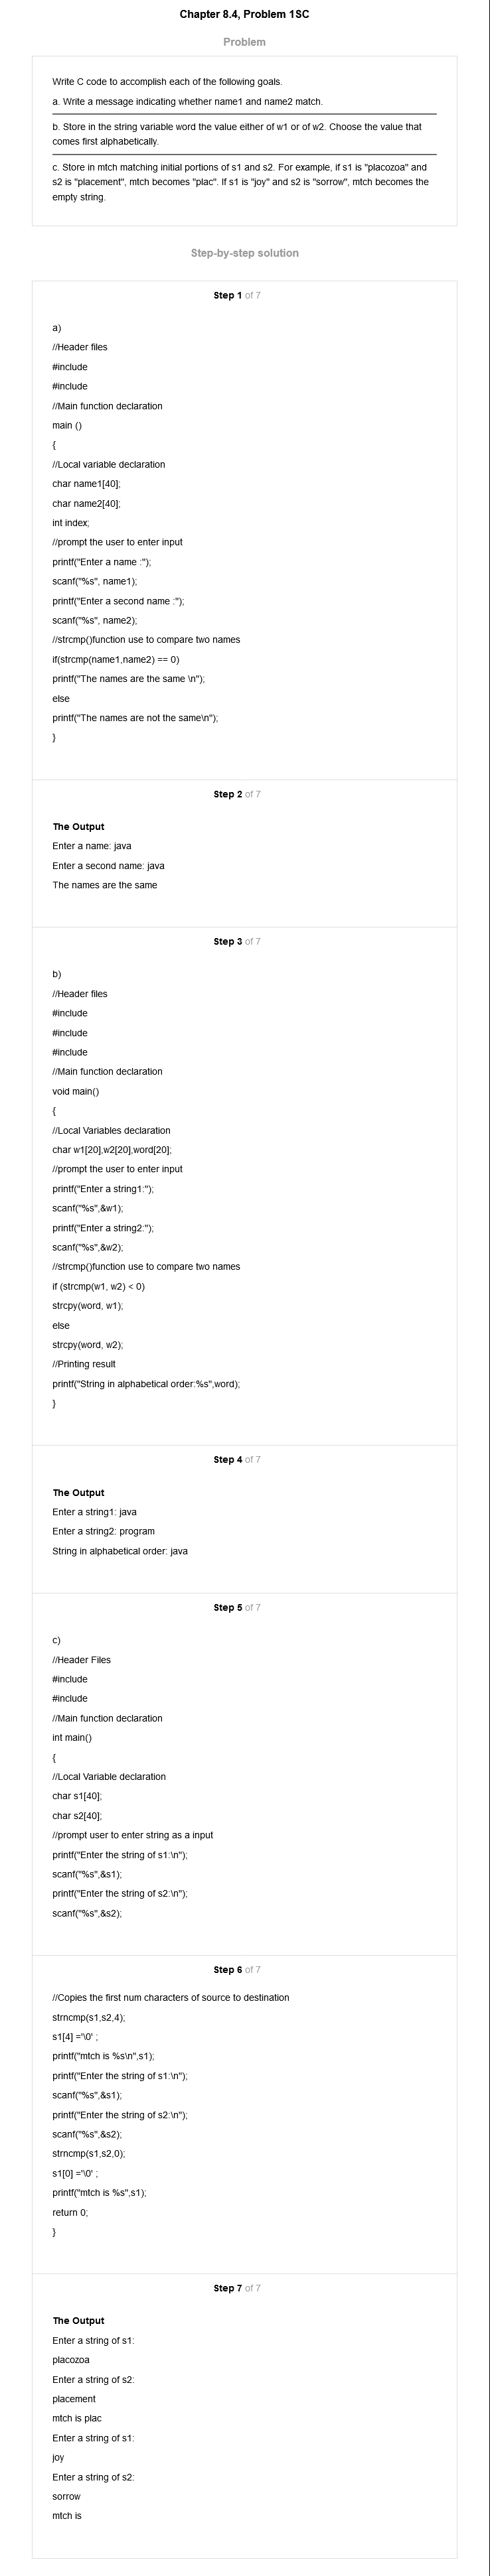 Chapter 8.4, Problem 1SC
Problem
Write C code to accomplish each of the following goals.
a. Write a message indicating whether name1 and name2 match.
b. Store in the string variable word the value either of w1 or of w2. Choose the value that
comes first alphabetically.
c. Store in mtch matching initial portions of s1 and s2. For example, if s1 is "placozoa" and
s2 is "placement", mtch becomes "plac". If s1 is "joy" and s2 is "sorrow", mtch becomes the
empty string.
Step-by-step solution
Step 1 of 7
a)
//Header files
#include
#include
//Main function declaration
main ()
{
//Local variable declaration
char name1[40];
char name2[40];
int index;
//prompt the user to enter input
printf("Enter a name :");
scanf("%s", name1);
printf("Enter a second name :");
scanf("%s", name2);
//strcmp()function use to compare two names
if(strcmp(name1,name2) == 0)
printf("The names are the same \n");
else
printf("The names are not the same\n");
}
Step 2 of 7
The Output
Enter a name: java
Enter a second name: java
The names are the same
Step 3 of 7
b)
//Header files
#include
#include
#include
//Main function declaration
void main()
{
//Local Variables declaration
char w1[20],w2[20],word[20];
//prompt the user to enter input
printf("Enter a string1:");
scanf("%s",&w1);
printf("Enter a string2:");
scanf("%s",&w2);
//strcmp()function use to compare two names
if (strcmp(w1, w2) < 0)
strcpy(word, w1);
else
strcpy(word, w2);
//Printing result
printf("String in alphabetical order:%s",word);
}
Step 4 of 7
The Output
Enter a string1: java
Enter a string2: program
String in alphabetical order: java
Step 5 of 7
c)
//Header Files
#include
#include
//Main function declaration
int main()
{
//Local Variable declaration
char s1[40];
char s2[40];
//prompt user to enter string as a input
printf("Enter the string of s1:\n");
scanf("%s",&s1);
printf("Enter the string of s2:\n");
scanf("%s",&s2);
Step 6 of 7
//Copies the first num characters of source to destination
strncmp(s1,s2,4);
s1[4] ='\0' ;
printf("mtch is %s\n",s1);
printf("Enter the string of s1:\n");
scanf("%s",&s1);
printf("Enter the string of s2:\n");
scanf("%s",&s2);
strncmp(s1,s2,0);
s1[0] ='\0' ;
printf("mtch is %s",s1);
return 0;
}
Step 7 of 7
The Output
Enter a string of s1:
placozoa
Enter a string of s2:
placement
mtch is plac
Enter a string of s1:
joy
Enter a string of s2:
sorrow
mtch is